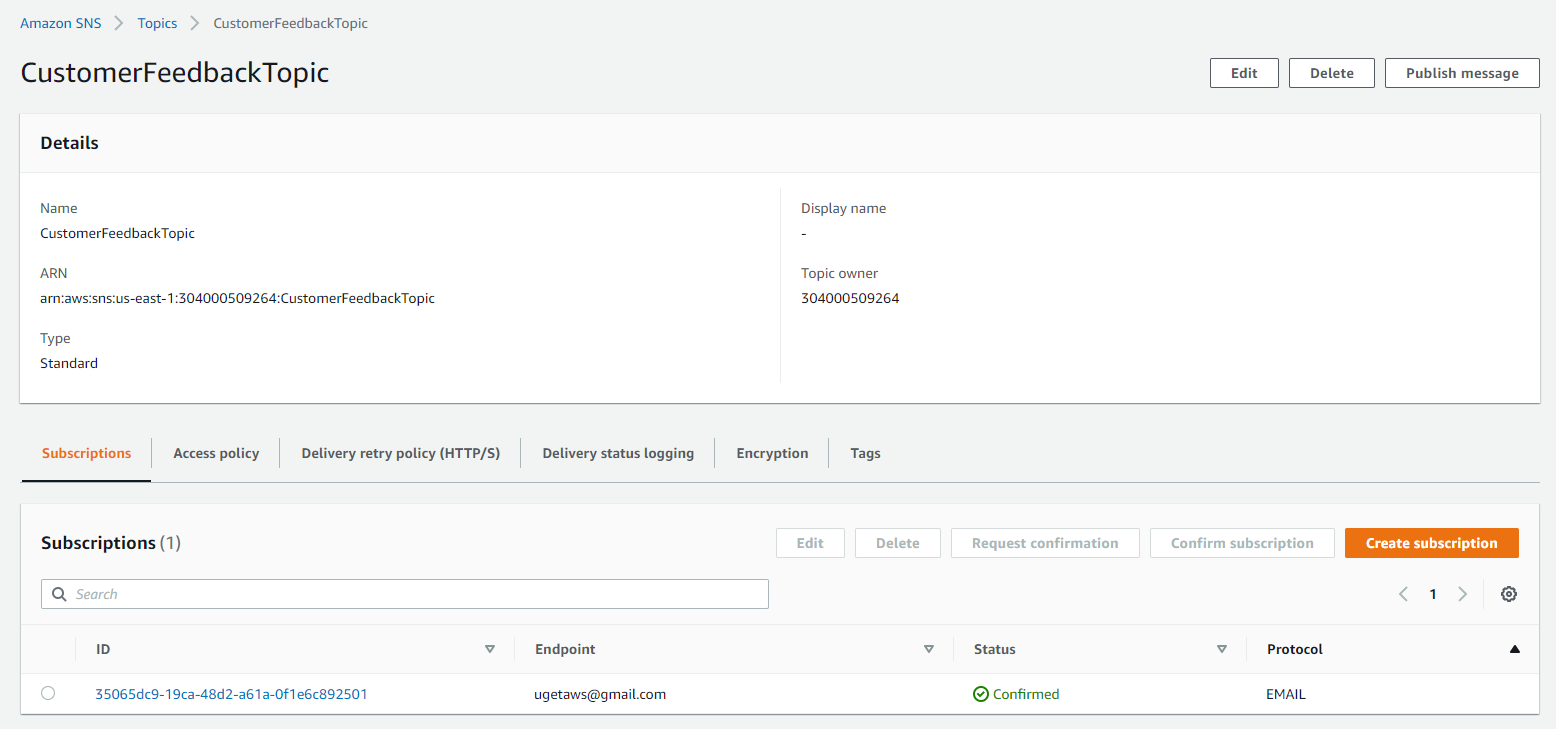 Amazon SNS Topics CustomerFeedbackTopic
CustomerFeedbackTopic Edit Delete Publish message
Details
Name Display name
CustomerFeedbackTopic -
ARN Topic owner
arn:aws:sns:us-east-1:304000509264:CustomerFeedbackTopic 304000509264
Type
Standard
Subscriptions Access policy Delivery retry policy (HTTP/S) Delivery status logging Encryption Tags
Subscriptions (1) Edit Delete Request confirmation Confirm subscription Create subscription
Search 1
ID Endpoint Status Protocol
35065dc9-19ca-48d2-a61a-0f1e6c892501 ugetaws@gmail.com Confirmed EMAIL